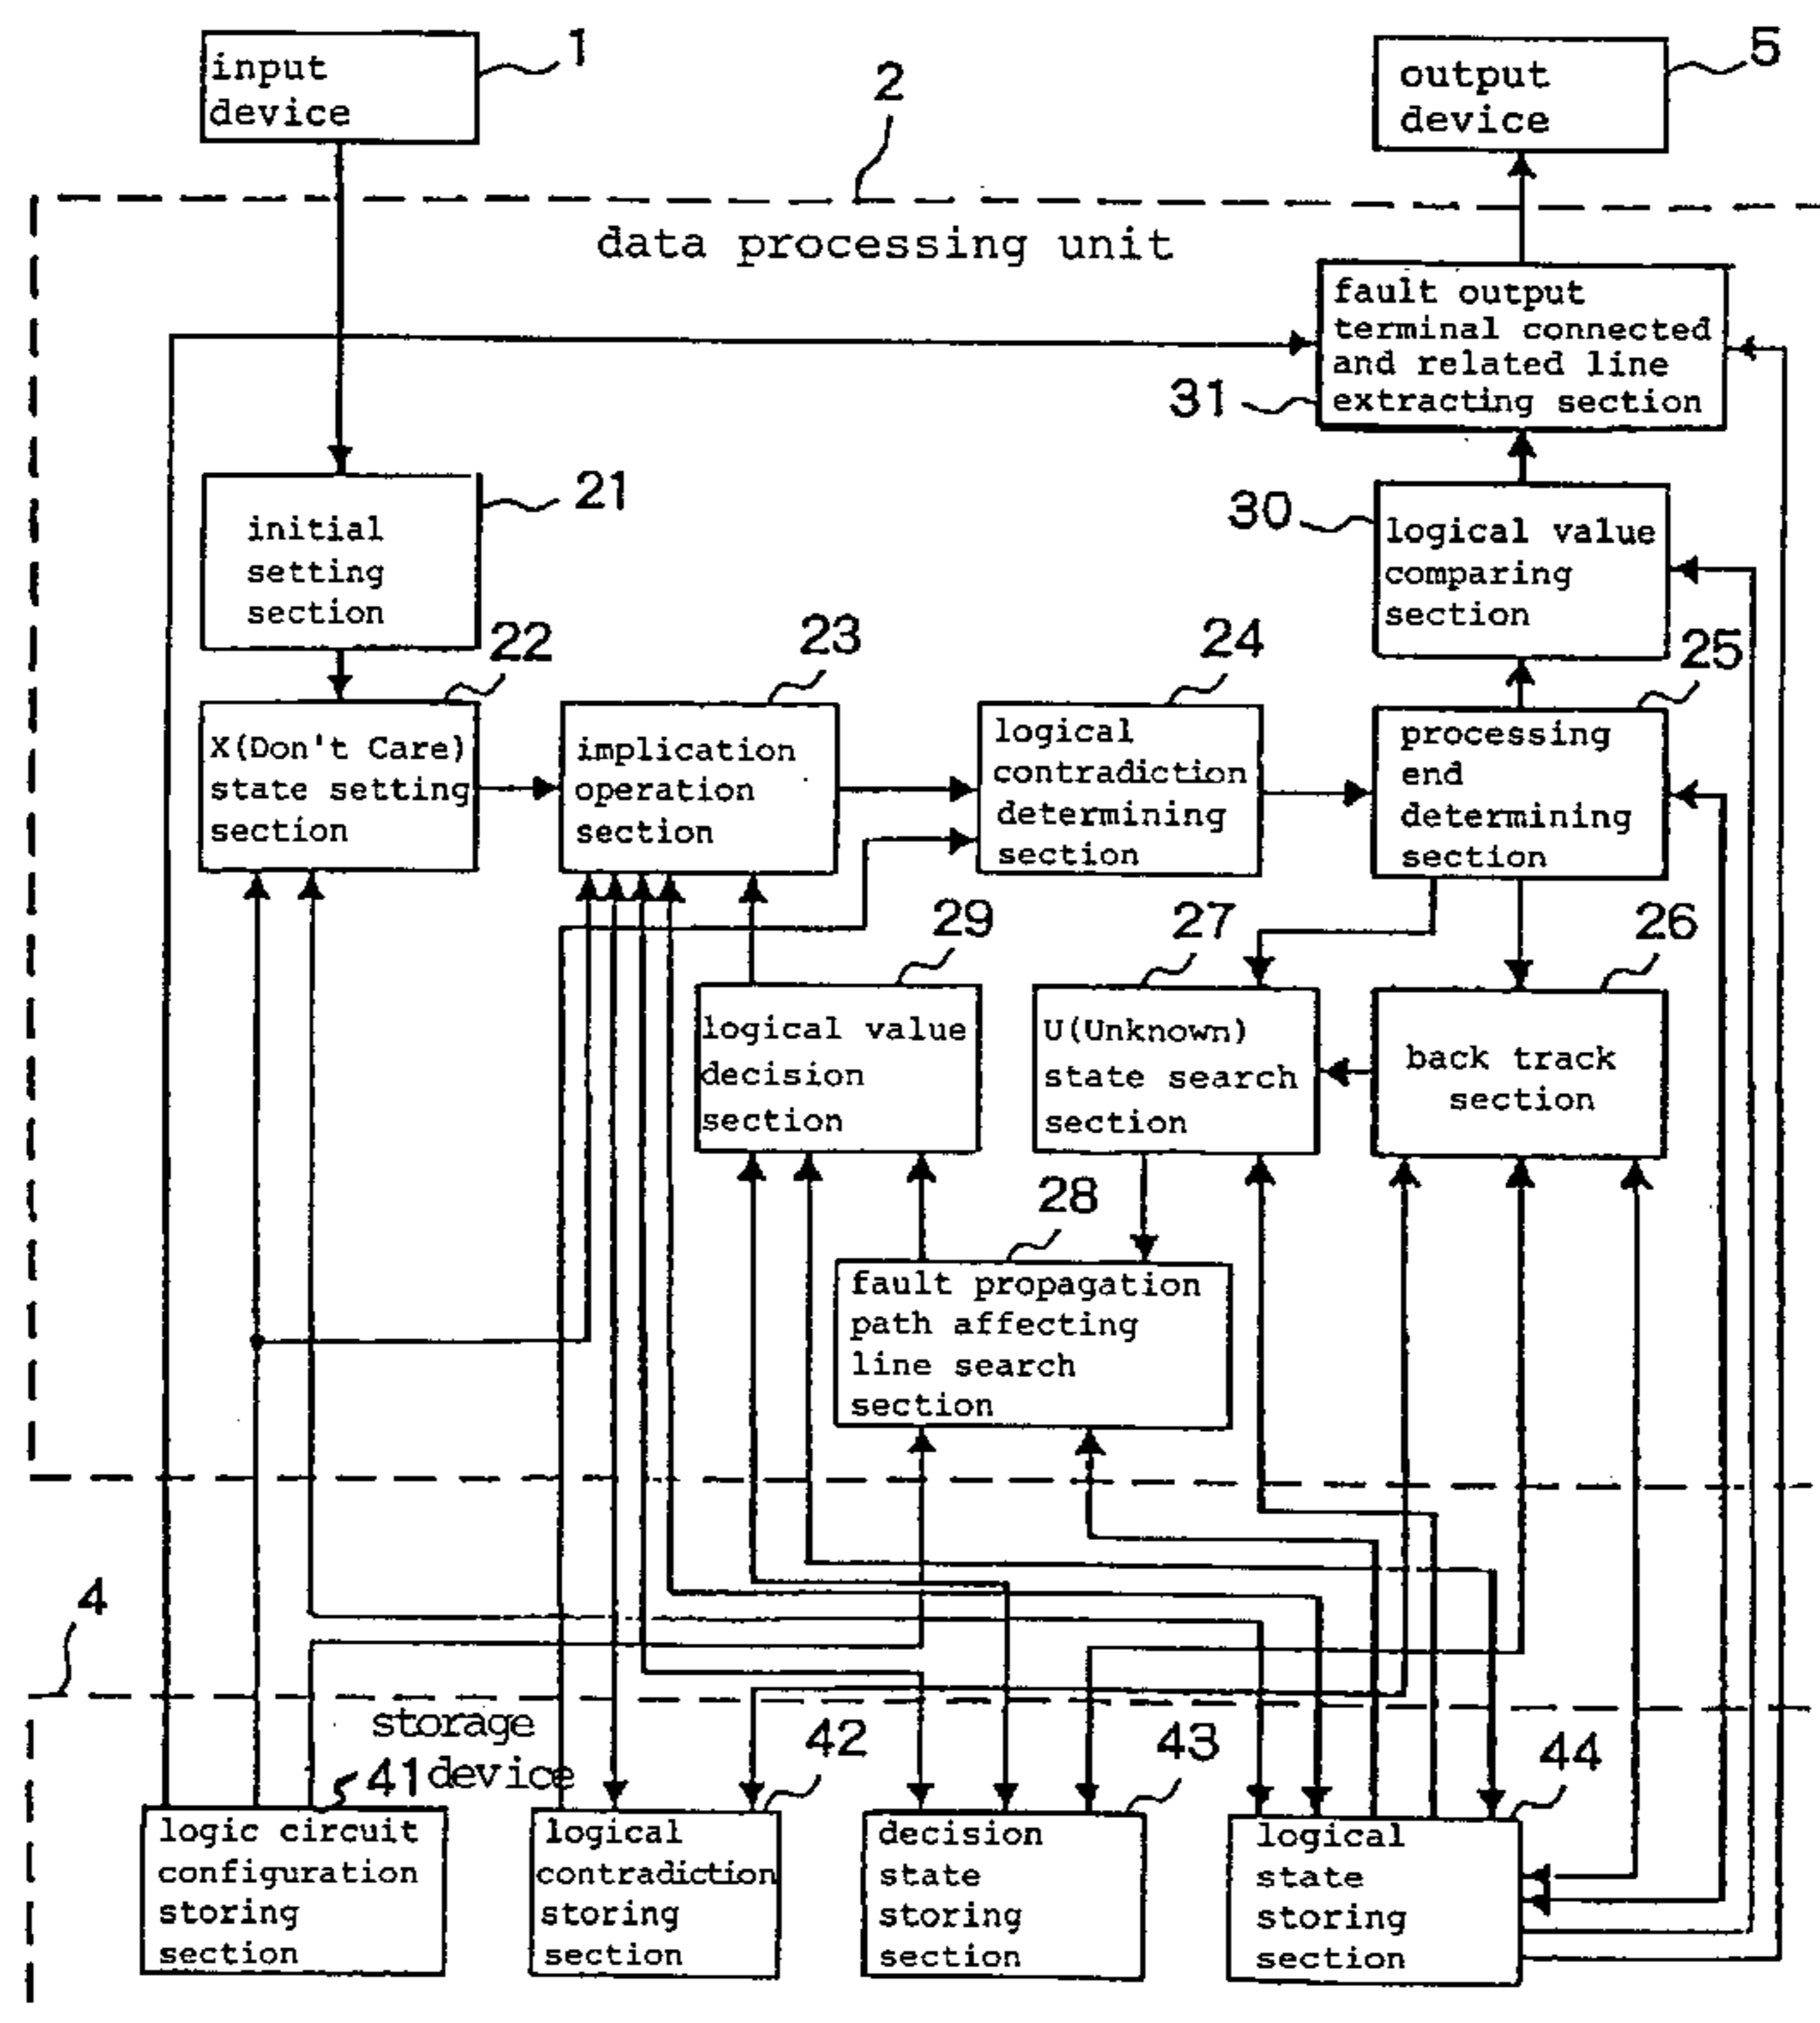 input
device
1
output
device
5
2
data processing unit
fault output
terminal connected
and related line
extracting section
31
initial
setting
section
21
30
logical value
comparing
section
22
23
24
25
X(Don't Care)
state setting
section
implication
operation
section
logical
contradiction
determining
section
processing
end
determining
section
29
27
26
logical value
decision
section
U(Unknown)
state search
section
back track
section
28
fault propagation
path affecting
line search
section
4
storage
device
41
42
43
44
logic circuit
configuration
storing
section
logical
contradiction
storing
section
decision
state
storing
section
logical
state
storing
section